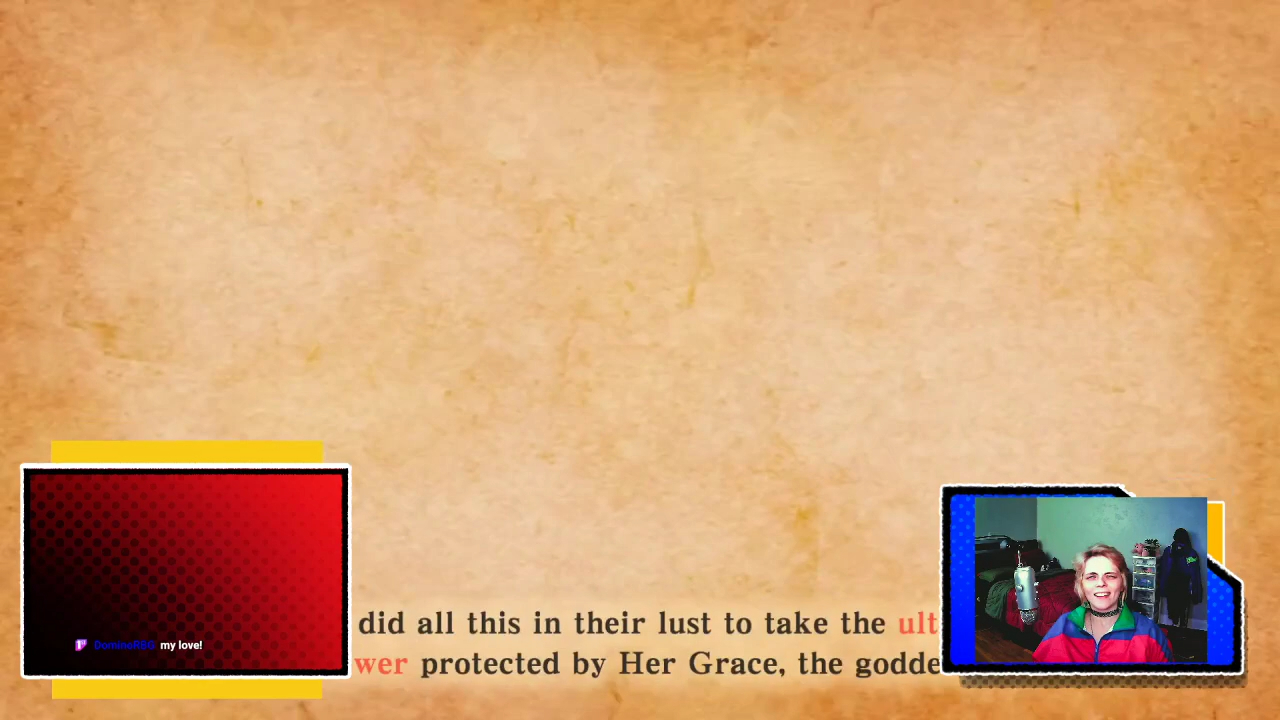 did all this in their lust to take the ult
wer protected by Her Grace, the godde
DominoRBG my love!